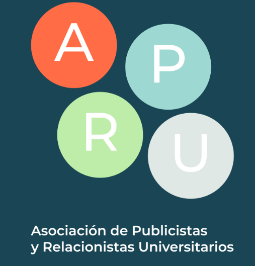 A P
R U
Asociación de Publicistas
y Relacionistas Universitarios